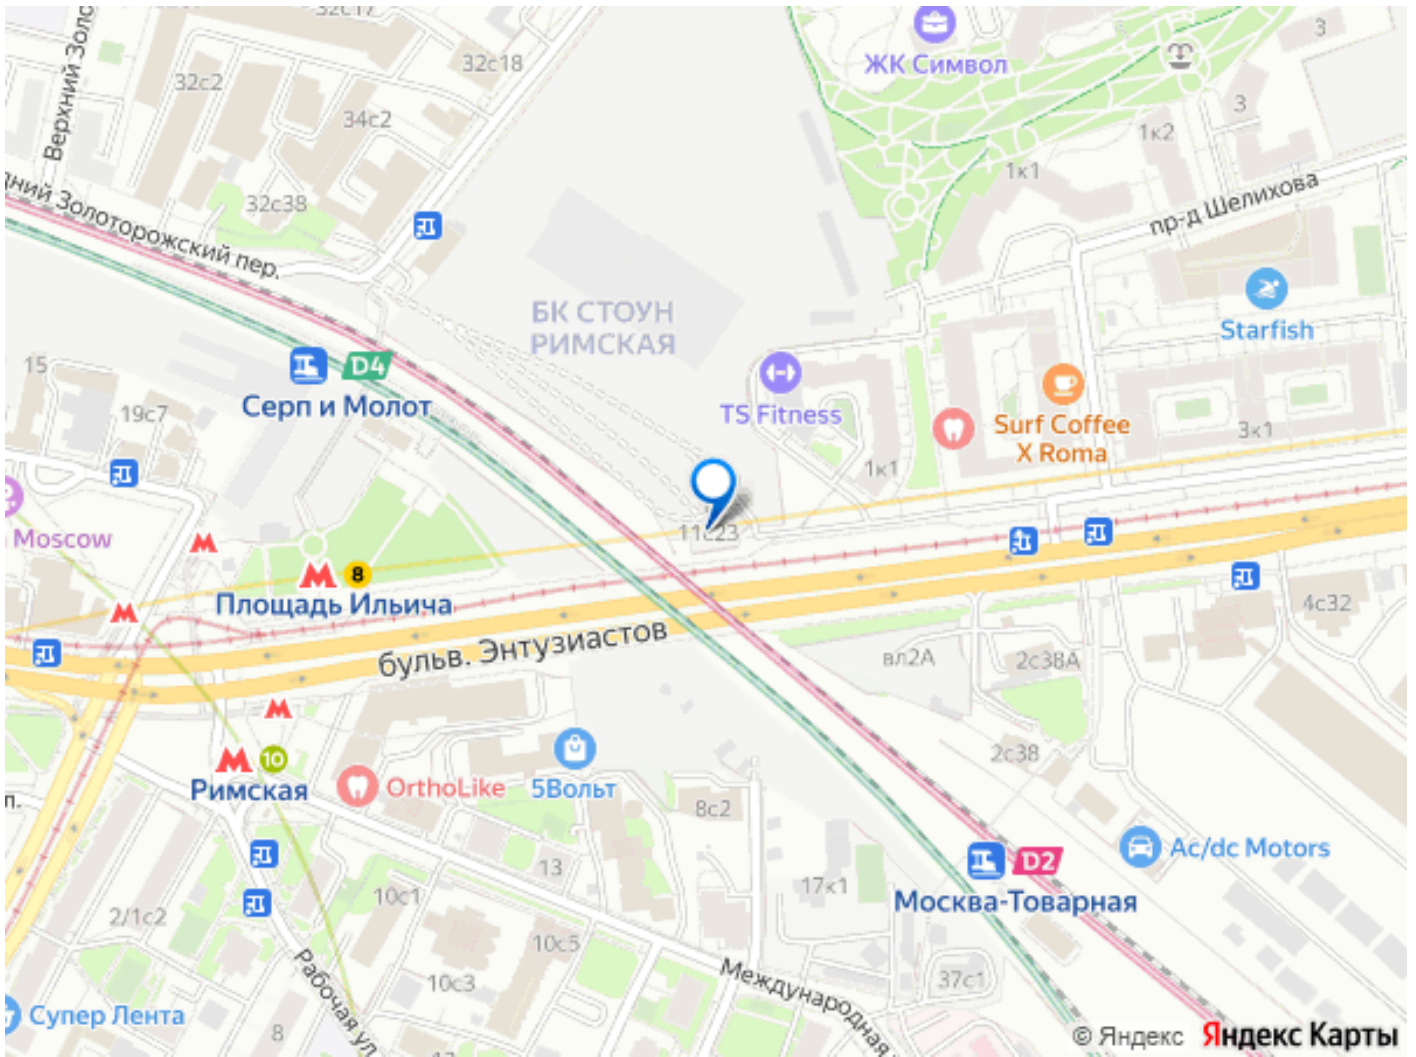 32с17
3
32с18
ЖК Символ
32с2
Верхний Золо
34с2
3
1к2
1к1
32с38
пр-д Шелихова
дний Золоторожский пер.
БК СТОУН
РИМСКАЯ
Starfish
15
D4
Серп и Молот
19с7
TS Fitness
Surf Coffee
X Roma
3к1
1к1
Moscow
11с23
8
Площадь Ильича
4с32
бульв. Энтузиастов
вл2А
2с38А
10
Римская
2с38
OrthoLike
5Вольт
п.
8с2
13
Ac/dc Motors
D2
17к1
Москва-Товарная
10с1
2/1с2
10с5
10с3
37с1
Рабочая ул.
Международная
Супер Лента
8
© Яндекс Яндекс Карты